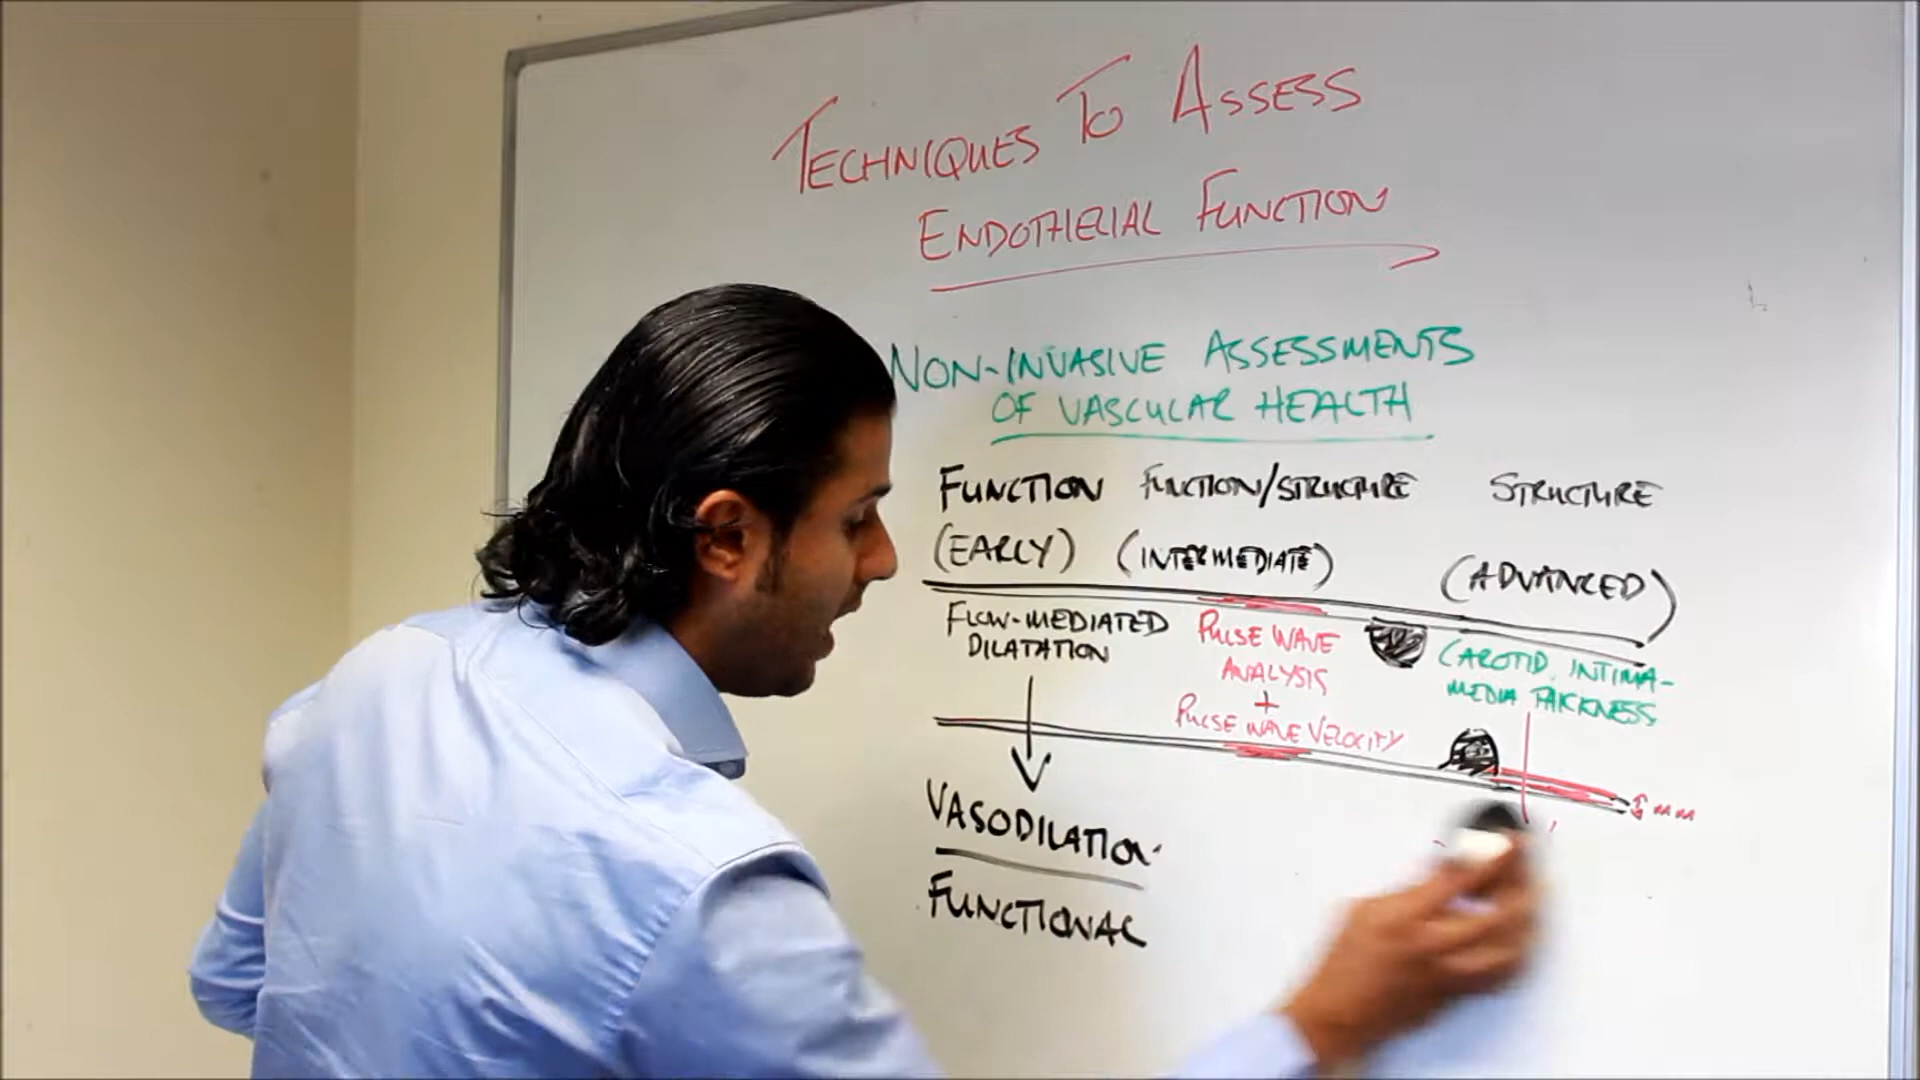 TECHNIQUES TO ASSESS
ENDOTHELIAL FUNCTION
NON-INVASIVE ASSESSMENTS
OF VASCULAR HEALTH
FUNCTION FUNCTION/STRUCTURE STRUCTURE
(EARLY) (INTERMEDIATE) (ADVANCED)
FLOW-MEDIATED
DILATATION
PULSE WAVE
ANALYSIS
+
PULSE WAVE VELOCITY
CAROTID INTIMA-
MEDIA THICKNESS
mm
VASODILATION
FUNCTIONAL